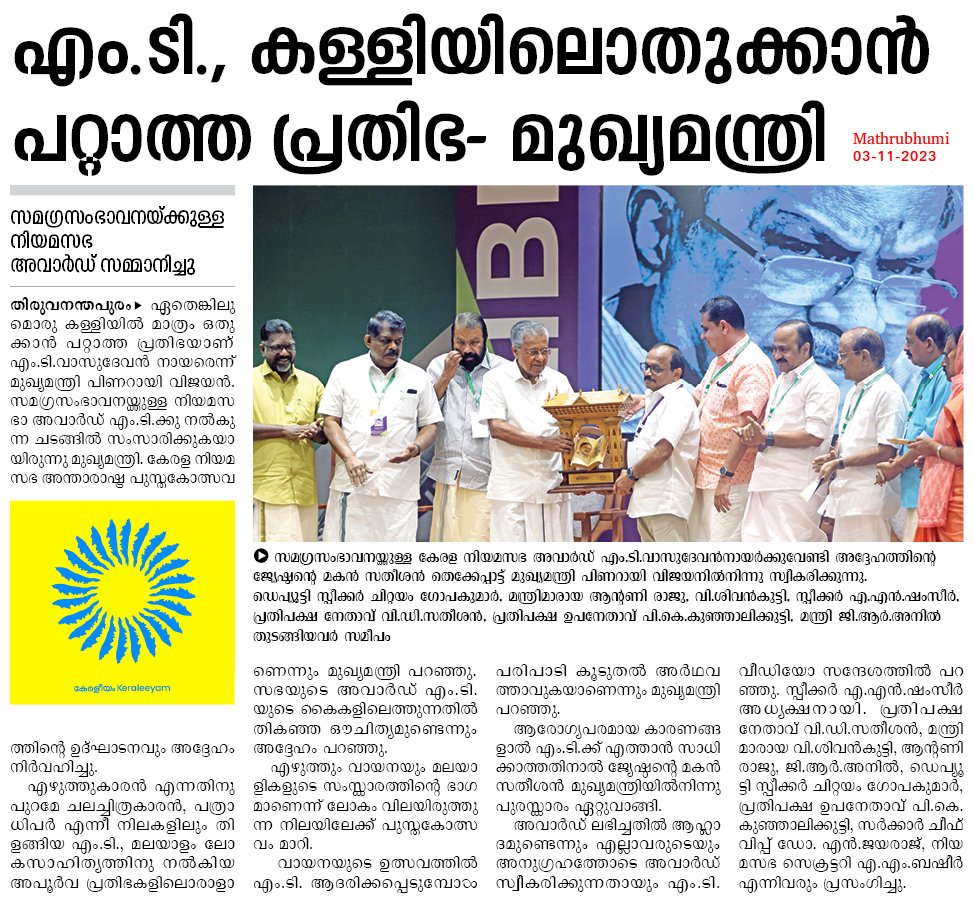 എം.ടി., കള്ളിയിലൊതുക്കാൻ
പറ്റാത്ത പ്രതിഭ- മുഖ്യമന്ത്രി
Mathrubhumi
03-11-2023
സമഗ്രസംഭാവനയ്ക്കുള്ള
നിയമസഭ
അവാർഡ് സമ്മാനിച്ചു
തിരുവനന്തപുരം▸ ഏതെങ്കിലു
മൊരു കള്ളിയിൽ മാത്രം ഒതു
ക്കാൻ പറ്റാത്ത പ്രതിഭയാണ്
എം.ടി.വാസുദേവൻ നായരെന്ന്
മുഖ്യമന്ത്രി പിണറായി വിജയൻ.
സമഗ്രസംഭാവനയ്ക്കുള്ള നിയമസ
ഭാ അവാർഡ് എം.ടി.ക്കു നൽകു
ന്ന ചടങ്ങിൽ സംസാരിക്കുകയാ
യിരുന്നു മുഖ്യമന്ത്രി. കേരള നിയമ
സഭ അന്താരാഷ്ട്ര പുസ്തകോത്സവ
കേരളീയം Keraleeyam
ത്തിന്റെ ഉദ്ഘാടനവും അദ്ദേഹം
നിർവഹിച്ചു.
എഴുത്തുകാരൻ എന്നതിനു
പുറമേ ചലച്ചിത്രകാരൻ, പത്രാ
ധിപർ എന്നീ നിലകളിലും തി
ളങ്ങിയ എം.ടി., മലയാളം ലോ
കസാഹിത്യത്തിനു നൽകിയ
അപൂർവ പ്രതിഭകളിലൊരാളാ
സമഗ്രസംഭാവനയ്ക്കുള്ള കേരള നിയമസഭ അവാർഡ് എം.ടി.വാസുദേവൻനായർക്കുവേണ്ടി അദ്ദേഹത്തിന്റെ
ജ്യേഷ്ഠന്റെ മകൻ സതീശൻ തെക്കേപ്പാട്ട് മുഖ്യമന്ത്രി പിണറായി വിജയനിൽനിന്നു സ്വീകരിക്കുന്നു.
ഡെപ്യൂട്ടി സ്പീക്കർ ചിറ്റയം ഗോപകുമാർ, മന്ത്രിമാരായ ആന്റണി രാജു, വി.ശിവൻകുട്ടി, സ്പീക്കർ എ.എൻ.ഷംസീർ,
പ്രതിപക്ഷ നേതാവ് വി.ഡി.സതീശൻ, പ്രതിപക്ഷ ഉപനേതാവ് പി.കെ.കുഞ്ഞാലിക്കുട്ടി, മന്ത്രി ജി.ആർ.അനിൽ
തുടങ്ങിയവർ സമീപം
ണെന്നും മുഖ്യമന്ത്രി പറഞ്ഞു.
സഭയുടെ അവാർഡ് എം.ടി.
യുടെ കൈകളിലെത്തുന്നതിൽ
തികഞ്ഞ ഔചിത്യമുണ്ടെന്നും
അദ്ദേഹം പറഞ്ഞു.
എഴുത്തും വായനയും മലയാ
ളികളുടെ സംസ്കാരത്തിന്റെ ഭാഗ
മാണെന്ന് ലോകം വിലയിരുത്തു
ന്ന നിലയിലേക്ക് പുസ്തകോത്സ
വം മാറി.
വായനയുടെ ഉത്സവത്തിൽ
എം.ടി. ആദരിക്കപ്പെടുമ്പോൾ
പരിപാടി കൂടുതൽ അർഥവ
ത്താവുകയാണെന്നും മുഖ്യമന്ത്രി
പറഞ്ഞു.
ആരോഗ്യപരമായ കാരണങ്ങ
ളാൽ എം.ടി.ക്ക് എത്താൻ സാധി
ക്കാത്തതിനാൽ ജ്യേഷ്ഠന്റെ മകൻ
സതീശൻ മുഖ്യമന്ത്രിയിൽനിന്നു
പുരസ്കാരം ഏറ്റുവാങ്ങി.
അവാർഡ് ലഭിച്ചതിൽ ആഹ്ലാ
ദമുണ്ടെന്നും എല്ലാവരുടെയും
അനുഗ്രഹത്തോടെ അവാർഡ്
സ്വീകരിക്കുന്നതായും എം.ടി.
വീഡിയോ സന്ദേശത്തിൽ പറ
ഞ്ഞു. സ്പീക്കർ എ.എൻ.ഷംസീർ
അധ്യക്ഷനായി. പ്രതിപക്ഷ
നേതാവ് വി.ഡി.സതീശൻ, മന്ത്രി
മാരായ വി.ശിവൻകുട്ടി, ആന്റണി
രാജു, ജി.ആർ.അനിൽ, ഡെപ്യൂ
ട്ടി സ്പീക്കർ ചിറ്റയം ഗോപകുമാർ,
പ്രതിപക്ഷ ഉപനേതാവ് പി.കെ.
കുഞ്ഞാലിക്കുട്ടി, സർക്കാർ ചീഫ്
വിപ്പ് ഡോ. എൻ.ജയരാജ്, നിയ
മസഭ സെക്രട്ടറി എ.എം.ബഷീർ
എന്നിവരും പ്രസംഗിച്ചു.